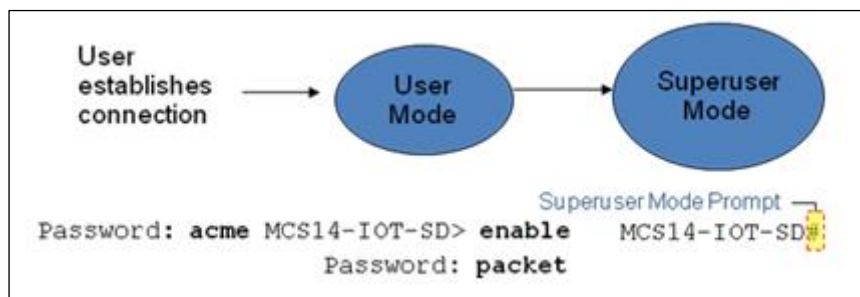 User
establishes
connection
User
Mode
Superuser
Mode
Superuser Mode Prompt
Password: acme MCS14-IOT-SD> enable MCS14-IOT-SD#
Password: packet